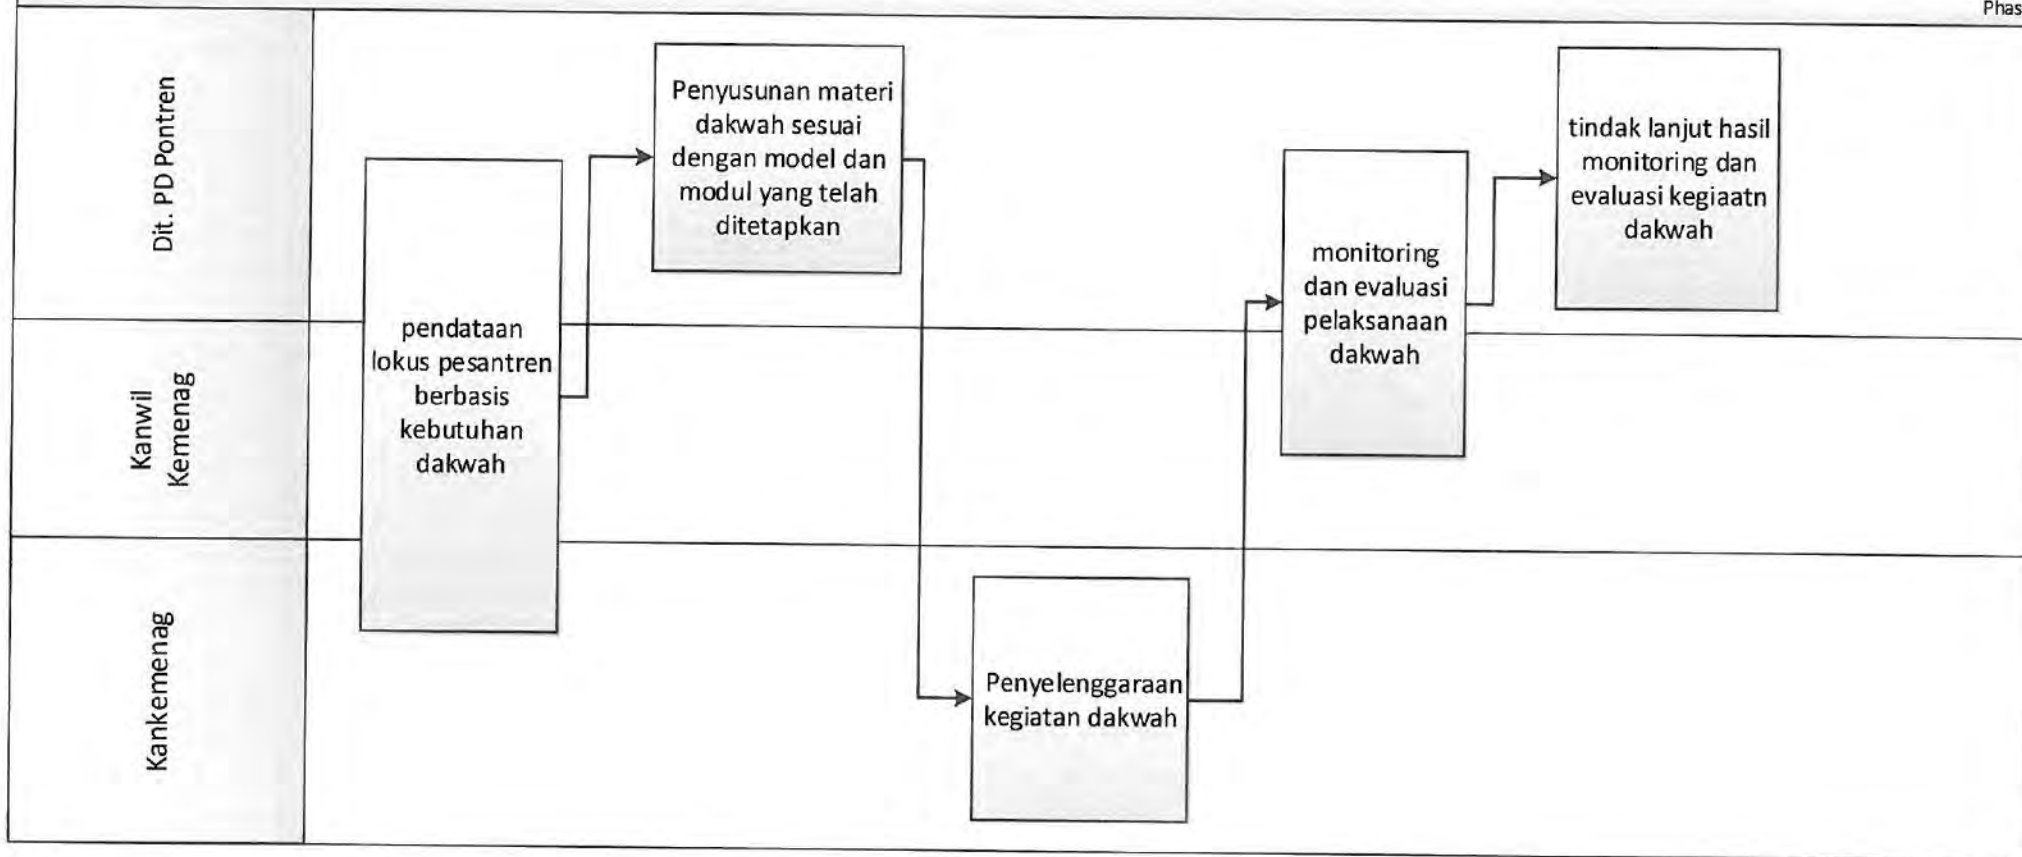 Phas
Dit. PD Pontren
Kanwil
Kemenag
Kankemenag
pendataan
lokus pesantren
berbasis
kebutuhan
dakwah
Penyusunan materi
dakwah sesuai
dengan model dan
modul yang telah
ditetapkan
Penyelenggaraan
kegiatan dakwah
monitoring
dan evaluasi
pelaksanaan
dakwah
tindak lanjut hasil
monitoring dan
evaluasi kegiaatn
dakwah